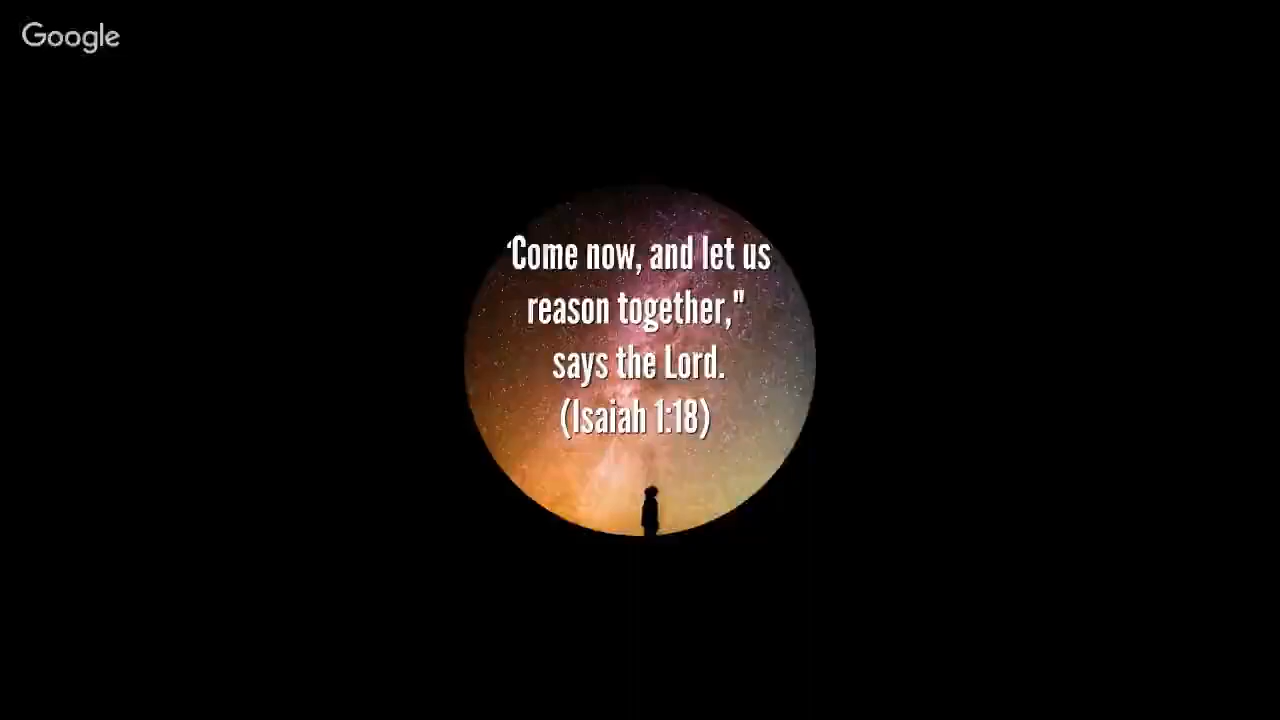 Google
‘Come now, and let us
reason together,"
says the Lord.
(Isaiah 1:18)